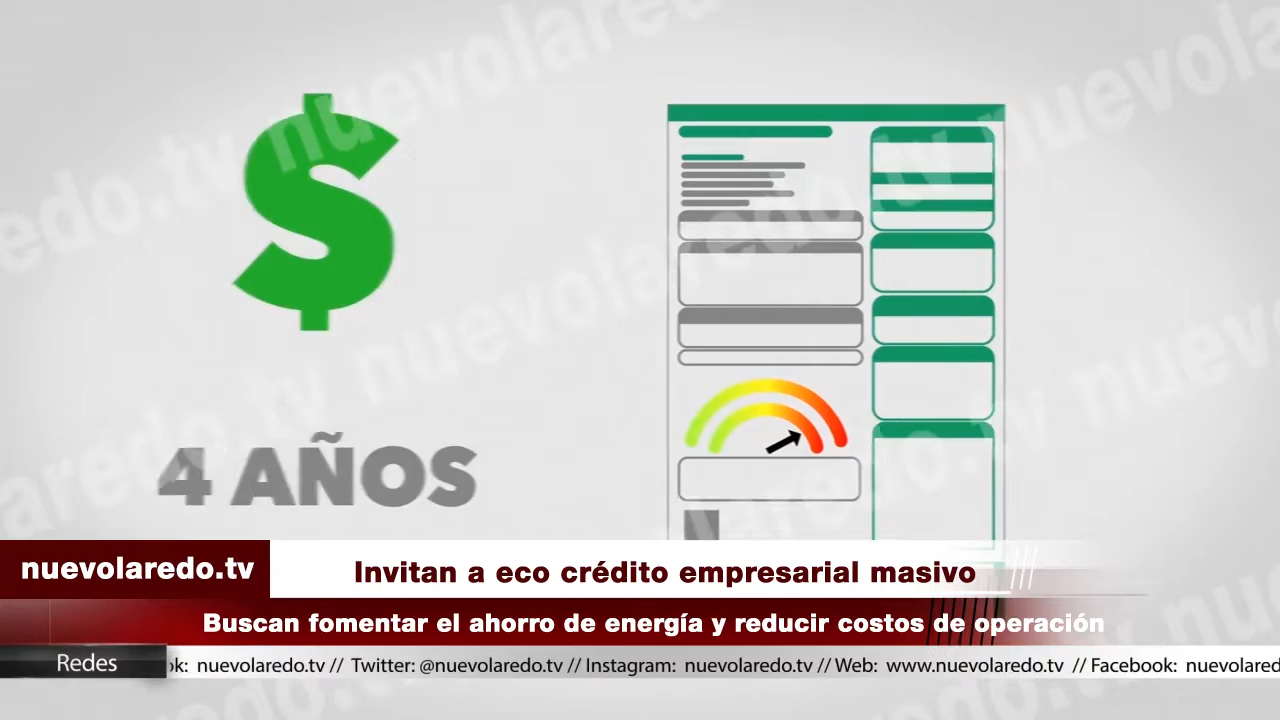 $
4 AÑOS
nuevolaredo.tv
Invitan a eco crédito empresarial masivo
Buscan fomentar el ahorro de energía y reducir costos de operación
Redes
ok: nuevolaredo.tv // Twitter: @nuevolaredo.tv // Instagram: nuevolaredo.tv // Web: www.nuevolaredo.tv // Facebook: nuevolared